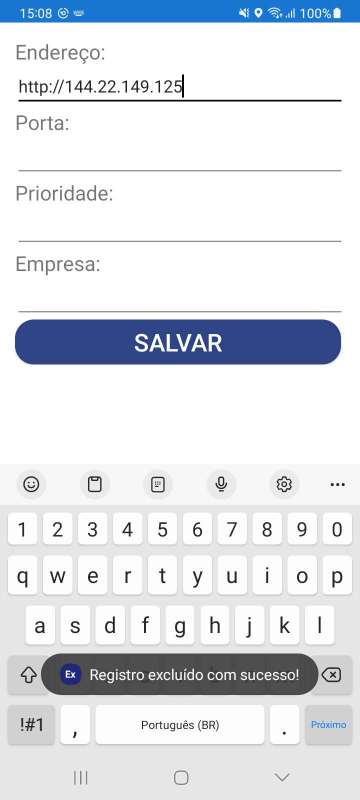 15:08 100%
Endereço:
http://144.22.149.125
Porta:
Prioridade:
Empresa:
SALVAR
1 2 3 4 5 6 7 8 9 0
q w e r t y u i o p
a s d f g h j k l
Ex Registro excluído com sucesso!
!#1 , Português (BR) . Próximo